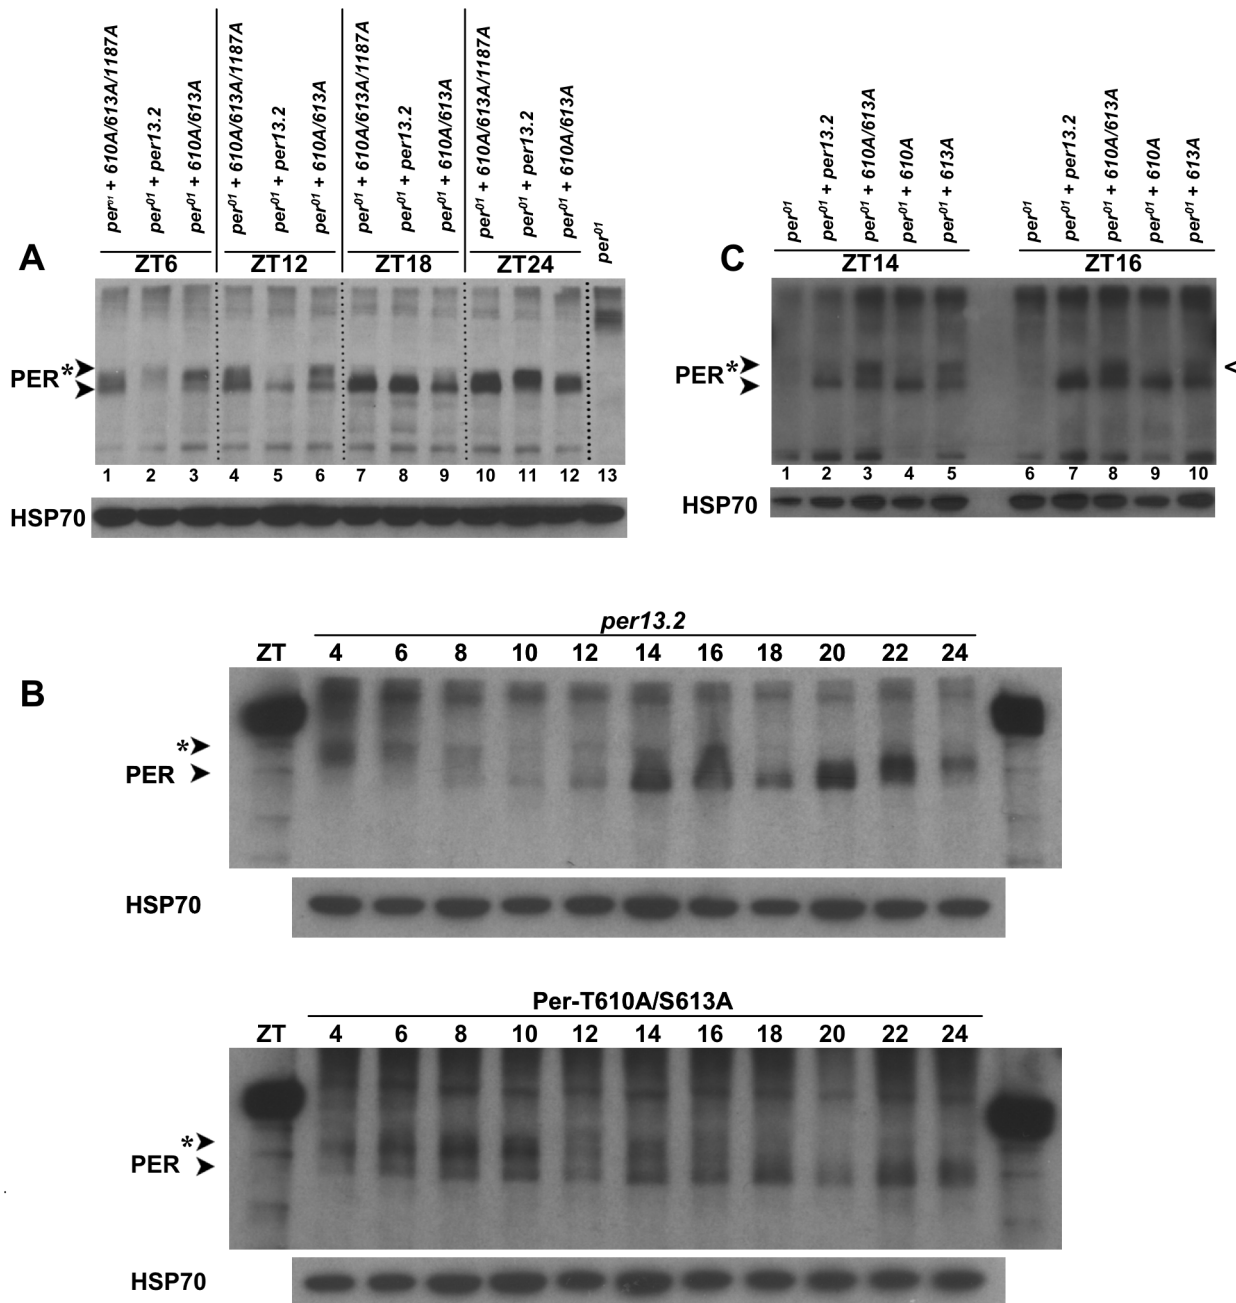 per01 + 610A/613A/1187A
per01 + per13.2
per01 + 610A/613A
per01 + 610A/613A/1187A
per01 + per13.2
per01 + 610A/613A
per01 + 610A/613A/1187A
per01 + per13.2
per01 + 610A/613A
per01 + 610A/613A/1187A
per01 + per13.2
per01 + 610A/613A
per01
A
ZT6 ZT12 ZT18 ZT24
PER *
1 2 3 4 5 6 7 8 9 10 11 12 13
HSP70
per01
per01 + per13.2
per01 + 610A/613A
per01 + 610A
per01 + 613A
per01
per01 + per13.2
per01 + 610A/613A
per01 + 610A
per01 + 613A
C
ZT14 ZT16
PER * <
1 2 3 4 5 6 7 8 9 10
HSP70
per13.2
ZT 4 6 8 10 12 14 16 18 20 22 24
B
*
PER
HSP70
Per-T610A/S613A
ZT 4 6 8 10 12 14 16 18 20 22 24
*
PER
HSP70